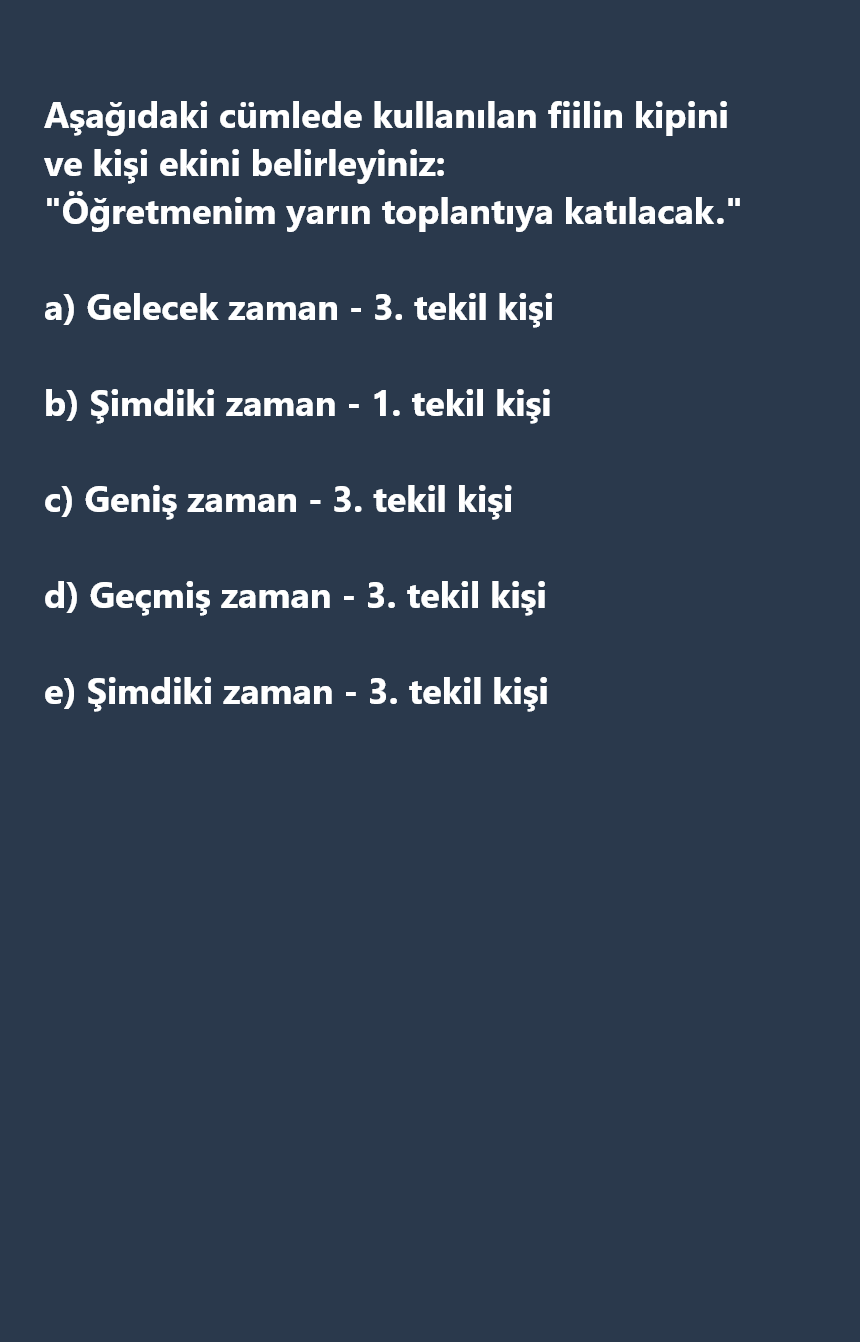 Aşağıdaki cümlede kullanılan fiilin kipini
ve kişi ekini belirleyiniz:
"Öğretmenim yarın toplantıya katılacak."
a) Gelecek zaman - 3. tekil kişi
b) Şimdiki zaman - 1. tekil kişi
c) Geniş zaman - 3. tekil kişi
d) Geçmiş zaman - 3. tekil kişi
e) Şimdiki zaman - 3. tekil kişi